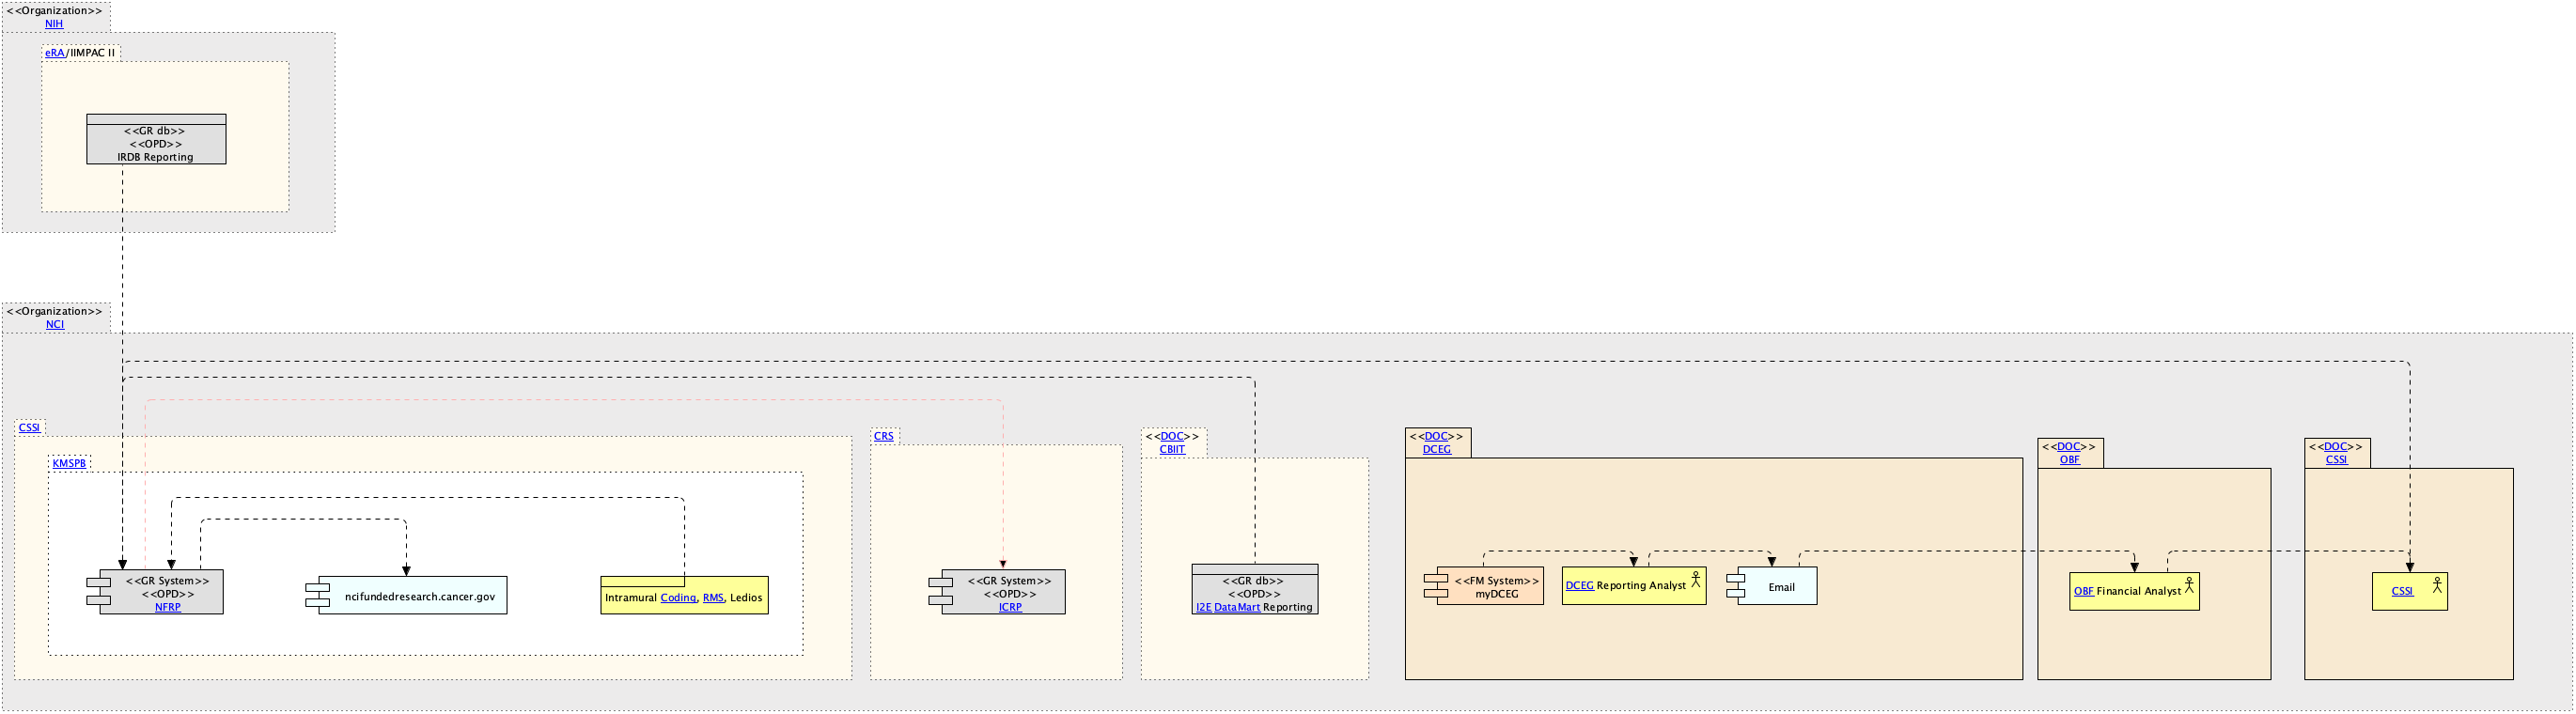 <<Organization>>
NIH
eRA/IIMPAC II
<<GR db>>
<<OPD>>
IRDB Reporting
<<Organization>>
NCI
CSSI
KMSPB
<<GR System>>
<<OPD>>
NFRP
ncifundedresearch.cancer.gov
Intramural Coding, RMS, Ledios
CRS
<<GR System>>
<<OPD>>
ICRP
<<DOC>>
CBIIT
<<GR db>>
<<OPD>>
I2E DataMart Reporting
<<DOC>>
DCEG
<<FM System>>
myDCEG
DCEG Reporting Analyst
Email
<<DOC>>
OBF
OBF Financial Analyst
<<DOC>>
CSSI
CSSI